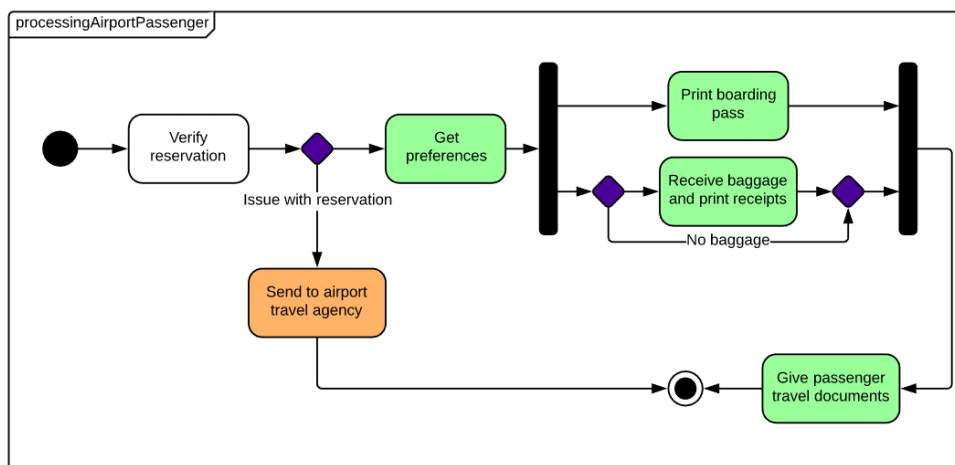 processingAirportPassenger
Verify
reservation
Get
preferences
Print boarding
pass
Receive baggage
and print receipts
Issue with reservation
No baggage
Send to airport
travel agency
Give passenger
travel documents